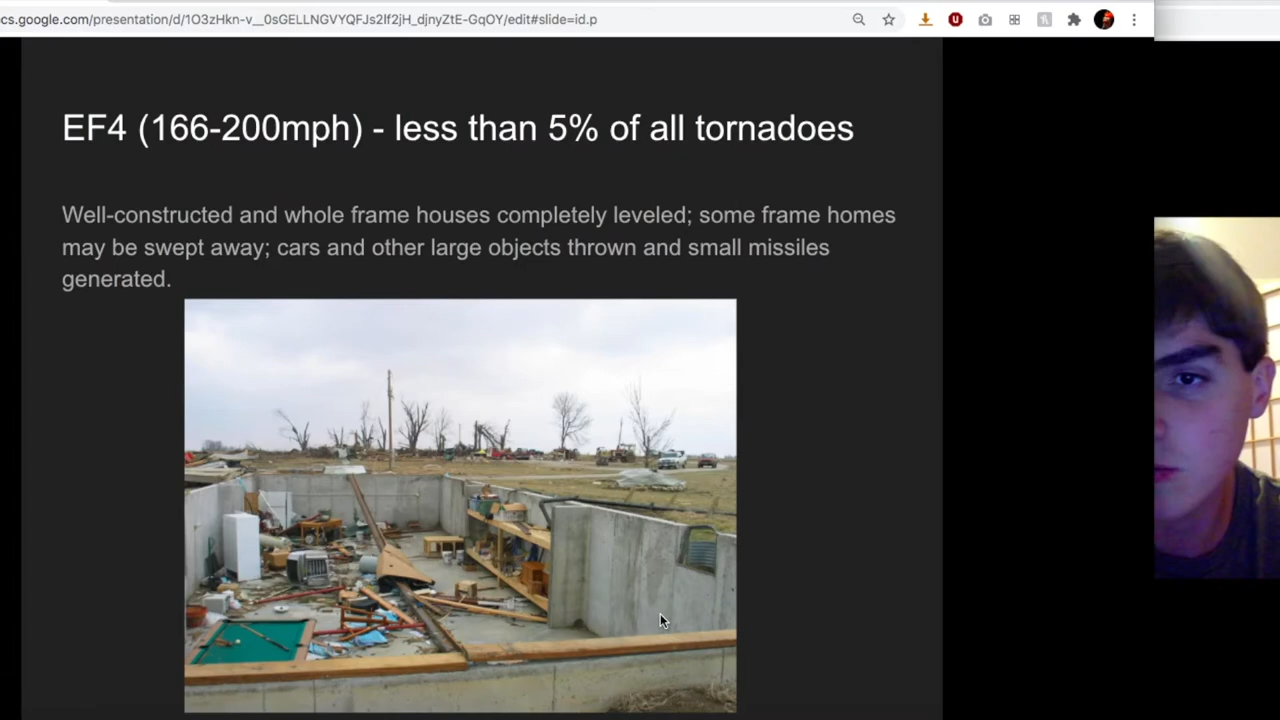 cs.google.com/presentation/d/1O3zHkn-v__0sGELLNGVYQFJs2If2jH_djnyZtE-GqOY/edit#slide=id.p
EF4 (166-200mph) - less than 5% of all tornadoes
Well-constructed and whole frame houses completely leveled; some frame homes
may be swept away; cars and other large objects thrown and small missiles
generated.